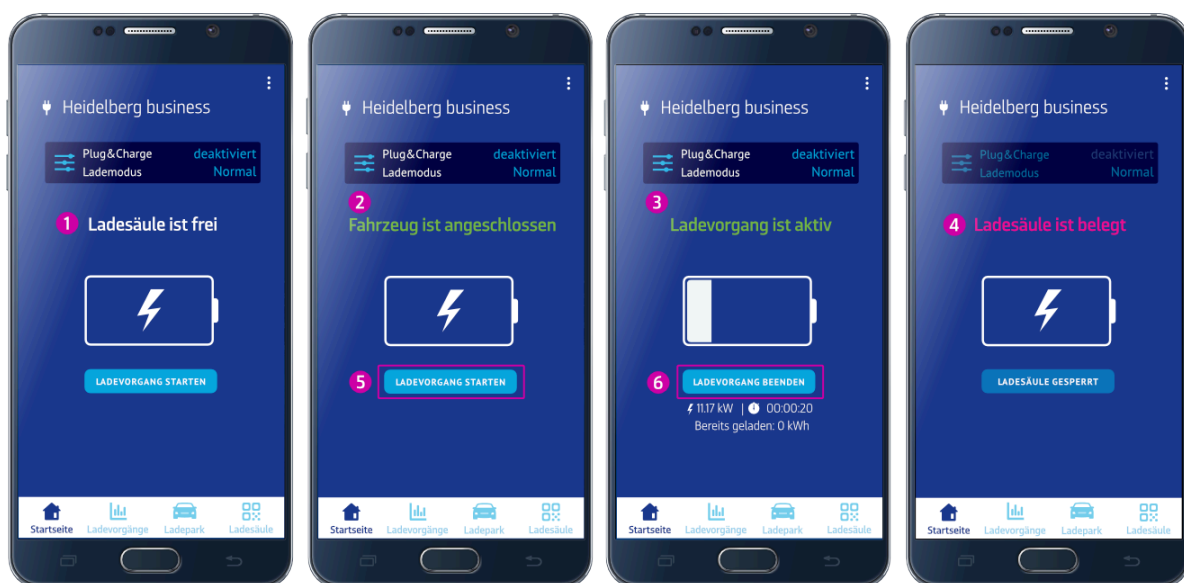 Heidelberg business
Plug&Charge deaktiviert
Lademodus Normal
1 Ladesäule ist frei
LADEVORGANG STARTEN
Startseite Ladevorgänge Ladepark Ladesäule
Heidelberg business
Plug&Charge deaktiviert
Lademodus Normal
2
Fahrzeug ist angeschlossen
5 LADEVORGANG STARTEN
Startseite Ladevorgänge Ladepark Ladesäule
Heidelberg business
Plug&Charge deaktiviert
Lademodus Normal
3
Ladevorgang ist aktiv
6 LADEVORGANG BEENDEN
11.17 kW | 00:00:20
Bereits geladen: 0 kWh
Startseite Ladevorgänge Ladepark Ladesäule
Heidelberg business
Plug&Charge deaktiviert
Lademodus Normal
4 Ladesäule ist belegt
LADESÄULE GESPERRT
Startseite Ladevorgänge Ladepark Ladesäule